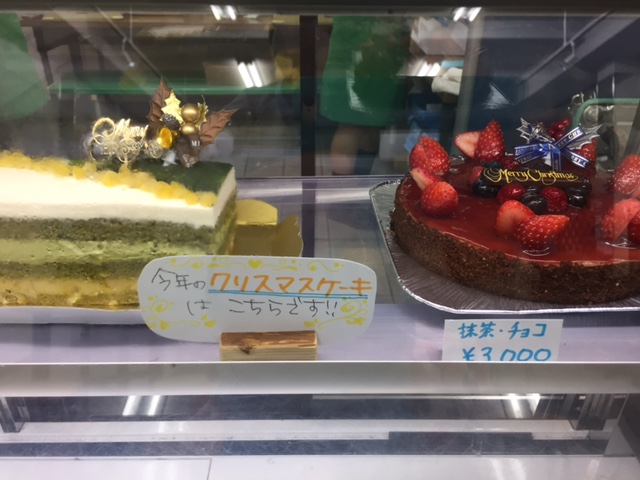 Merry
Merry Christmas
今年のクリスマスケーキ
は こちらです!!
抹茶・チョコ
¥3,000